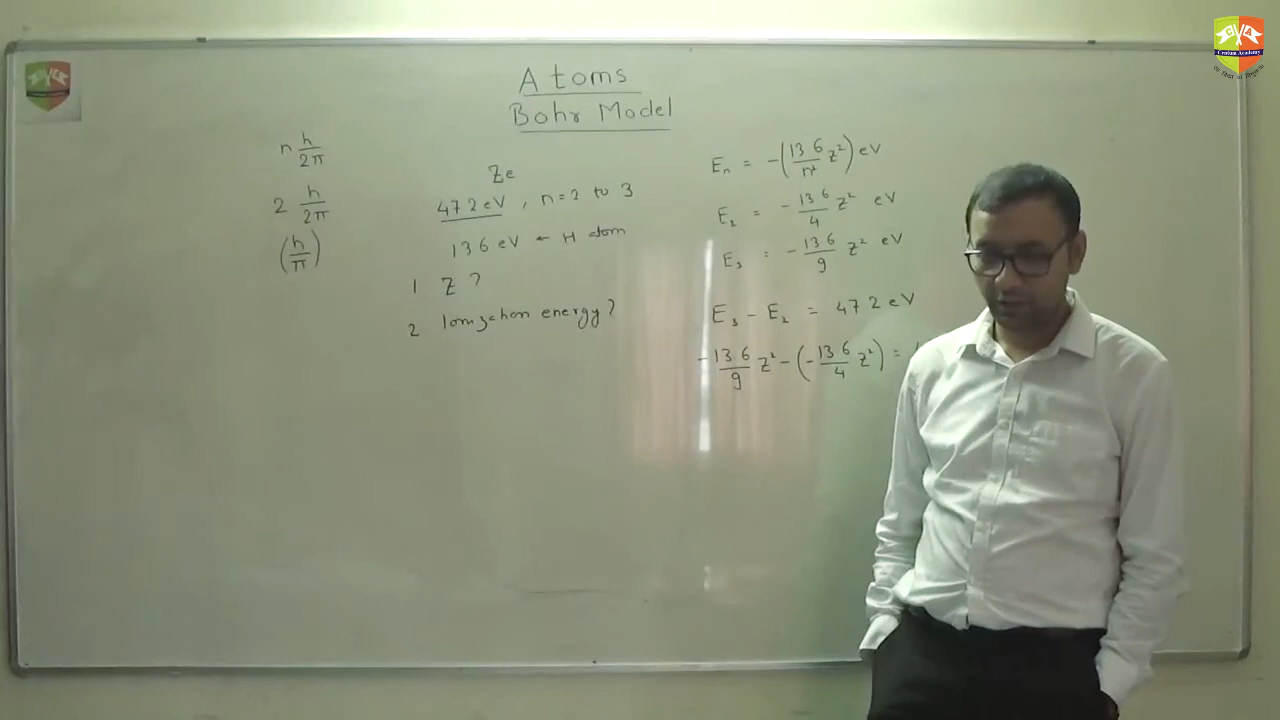 Atoms
Bohr Model
n h/2π
2 h/2π
(h/π)
Ze
47 2 eV , n=2 to 3
13 6 eV ← H atom
1 Z ?
2 Ionization energy?
Eₙ = -(13 6/n² z²) eV
E₂ = - 13 6/4 z² eV
E₃ = - 13 6/9 z² eV
E₃ - E₂ = 47 2 eV
- 13 6/9 z² - (- 13 6/4 z²) =
Centum Academy